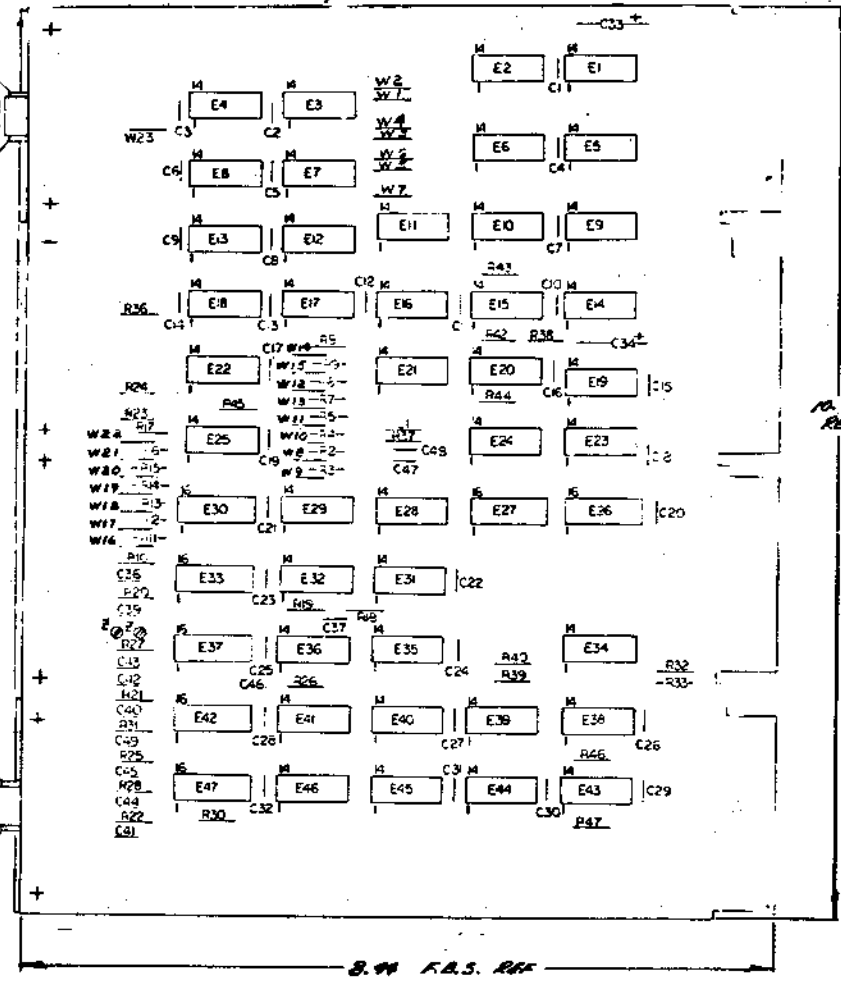 C33 +
14 14
E2 E1
C1
W2
W1
14 14
E4 E3
C3 C2
W23
W4
W3
14 14
E6 E5
C4
W6
14 14
C6 E8 E7
C5
W7
14 14 14 14 14
E11 E10 E9
C9 E13 E12
C8 C7
R43
14 14 C12 14 14 C10 14
R36 E18 E17 E16 E15 E14
C14 C13
R42 R38 C34 +
C17 W14 R9
14 14 14 14
E22 W15 E21 E20 E19 C15
W12
C16
R24 R45 W13 R44
R23
R17 W11
14 14 14
W22 E25 W10 R37 E24 E23
W21 C19 W8 C48
W20 W9 C47
W19
16 14 14 16 16
W18 E30 E29 E28 E27 E26 C20
W17 C21
W16
R10
16 14 14
C36 E33 E32 E31 C22
R20 C23
C39 R19 R18
C37
16 14 14 14
R27 E37 E36 E35 E34
C43 C25 C24 R40 R32
C42 C46 R26 R39 R33
R21
16 14 14 14 14
C40 E42 E41 E40 E39 E38
R31
C49 C28 C27 C26
R25 R46
C45 C31
16 14 14 14 14
R28 E47 E46 E45 E44 E43 C29
C44 C32 C30
R22 R30 R47
C41
8.44 F.B.S. REF